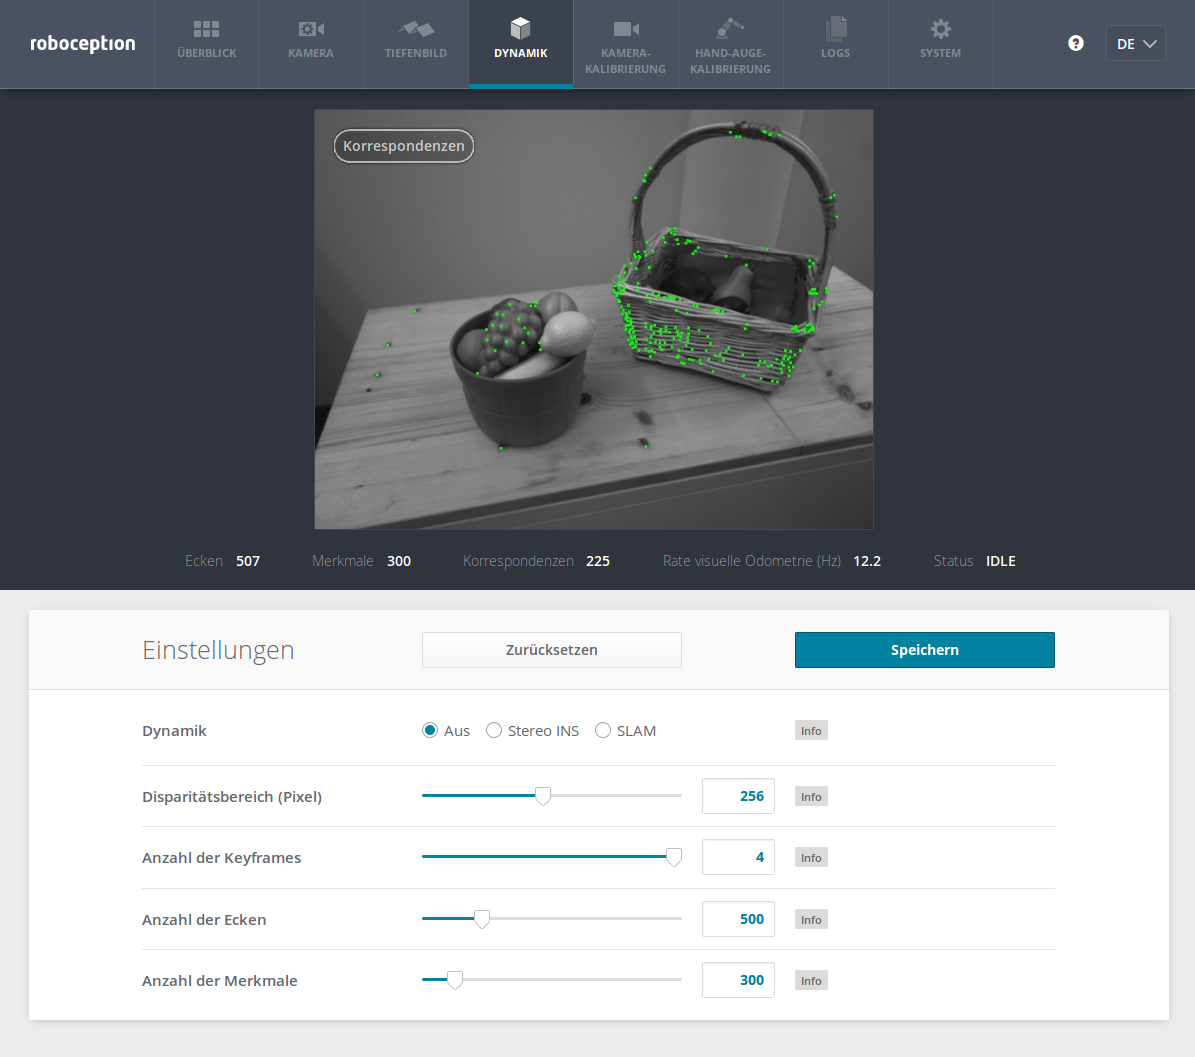 roboception
ÜBERBLICK
KAMERA
TIEFENBILD
DYNAMIK
KAMERA-
KALIBRIERUNG
HAND-AUGE-
KALIBRIERUNG
LOGS
SYSTEM
?
DE
Korrespondenzen
Ecken 507 Merkmale 300 Korrespondenzen 225 Rate visuelle Odometrie (Hz) 12.2 Status IDLE
Einstellungen Zurücksetzen Speichern
Dynamik Aus Stereo INS SLAM Info
Disparitätsbereich (Pixel) 256 Info
Anzahl der Keyframes 4 Info
Anzahl der Ecken 500 Info
Anzahl der Merkmale 300 Info